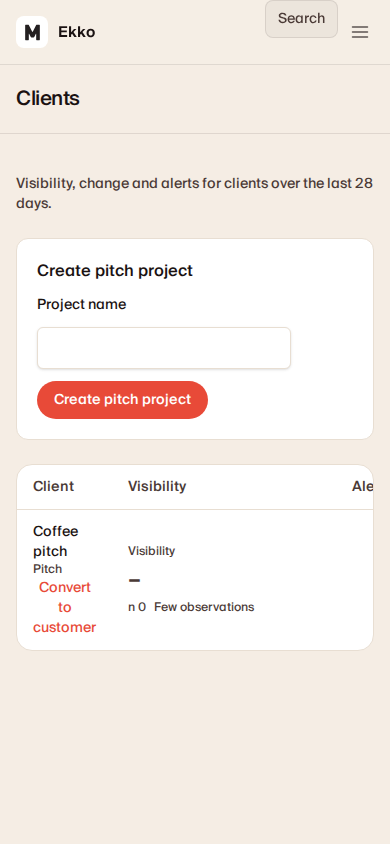 M Ekko
Search
Clients
Visibility, change and alerts for clients over the last 28
days.
Create pitch project
Project name
Create pitch project
Client Visibility Ale
Coffee
pitch
Pitch
Convert
to
customer
Visibility
–
n 0 Few observations